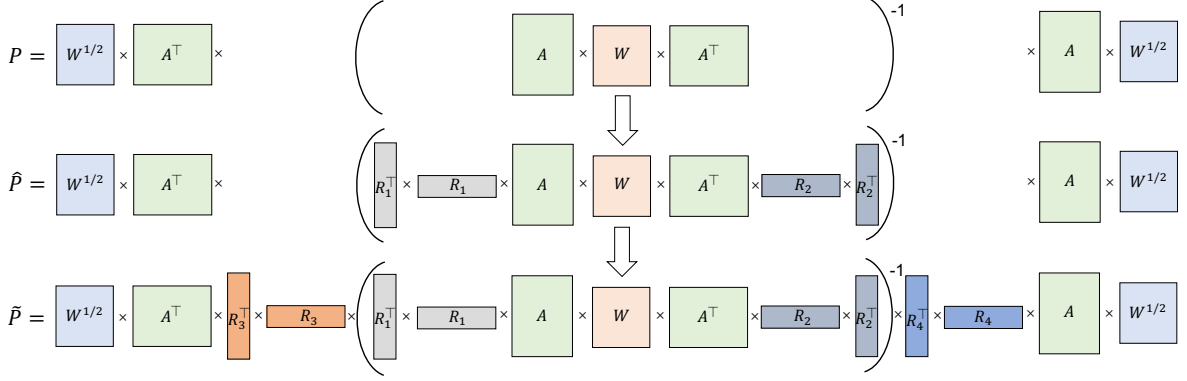 P = W^{1/2} × A^⊤ × ( A × W × A^⊤ )^{-1} × A × W^{1/2}
P̂ = W^{1/2} × A^⊤ × ( R_1^⊤ × R_1 × A × W × A^⊤ × R_2 × R_2^⊤ )^{-1} × A × W^{1/2}
P̃ = W^{1/2} × A^⊤ × R_3^⊤ × R_3 × ( R_1^⊤ × R_1 × A × W × A^⊤ × R_2 × R_2^⊤ )^{-1} × R_4^⊤ × R_4 × A × W^{1/2}